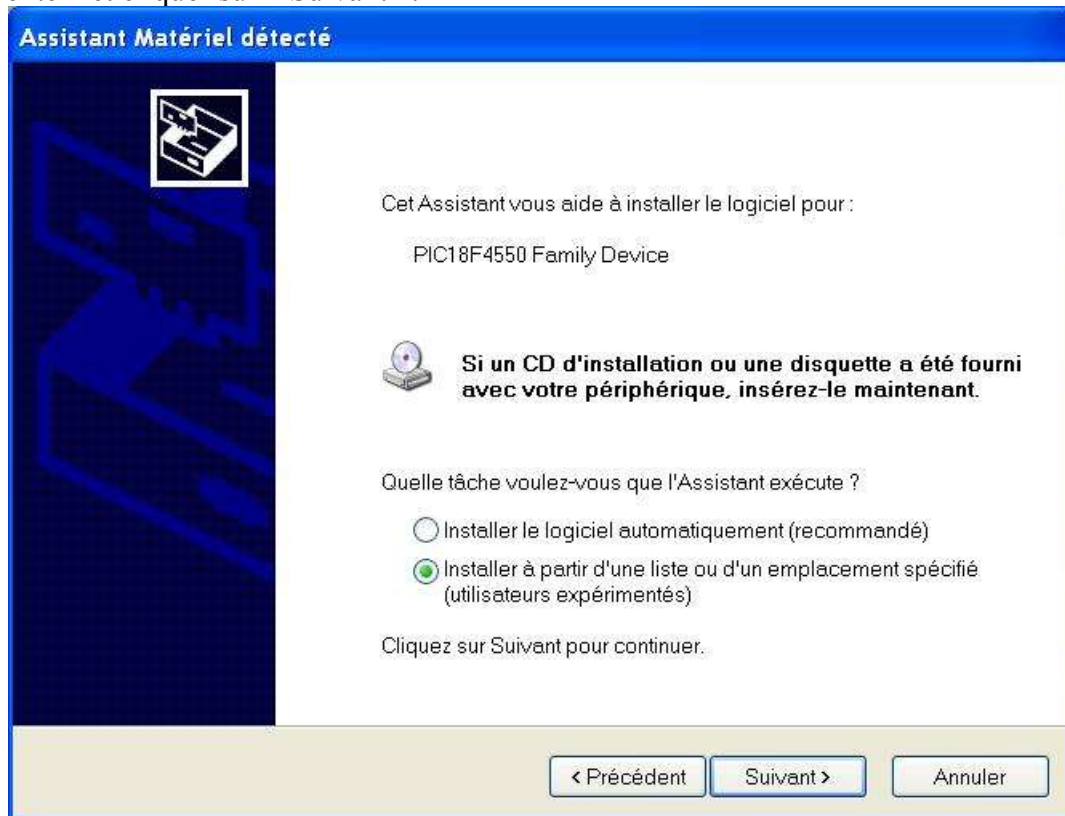 Assistant Matériel détecté
Cet Assistant vous aide à installer le logiciel pour :
PIC18F4550 Family Device
Si un CD d'installation ou une disquette a été fourni
avec votre périphérique, insérez-le maintenant.
Quelle tâche voulez-vous que l'Assistant exécute ?
Installer le logiciel automatiquement (recommandé)
Installer à partir d'une liste ou d'un emplacement spécifié
(utilisateurs expérimentés)
Cliquez sur Suivant pour continuer.
< Précédent Suivant > Annuler